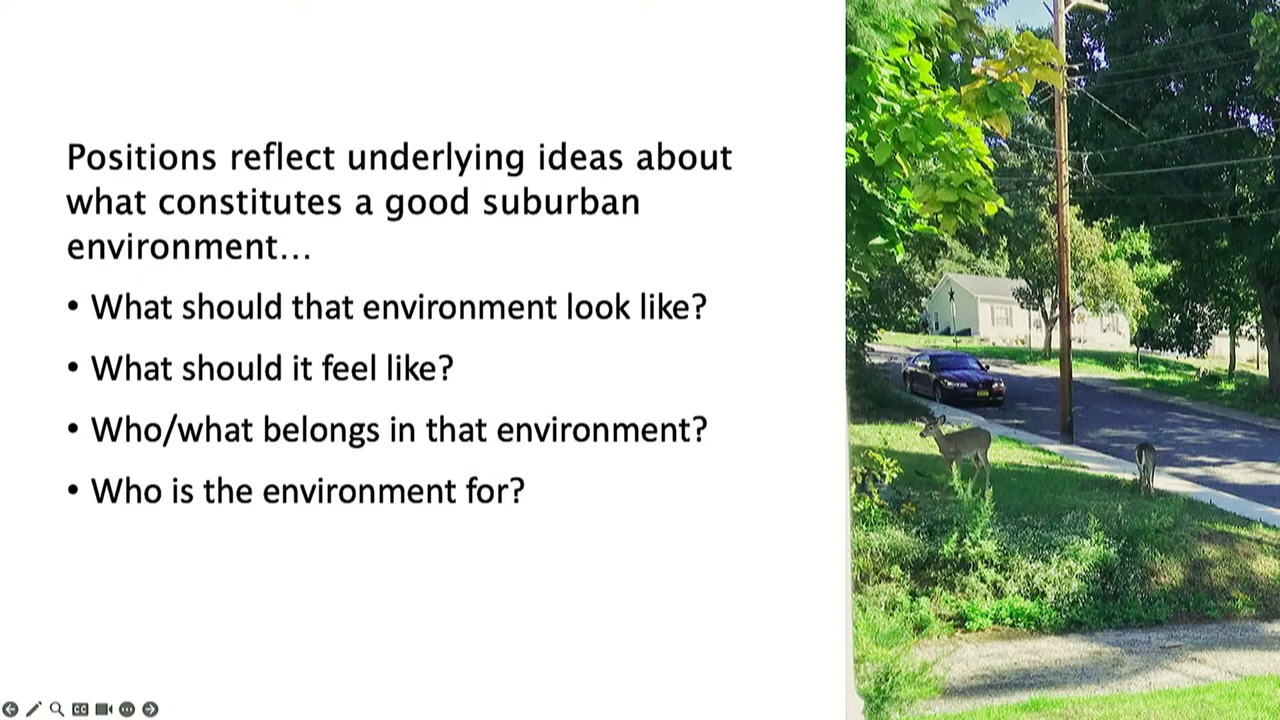 Positions reflect underlying ideas about
what constitutes a good suburban
environment…
• What should that environment look like?
• What should it feel like?
• Who/what belongs in that environment?
• Who is the environment for?
CC